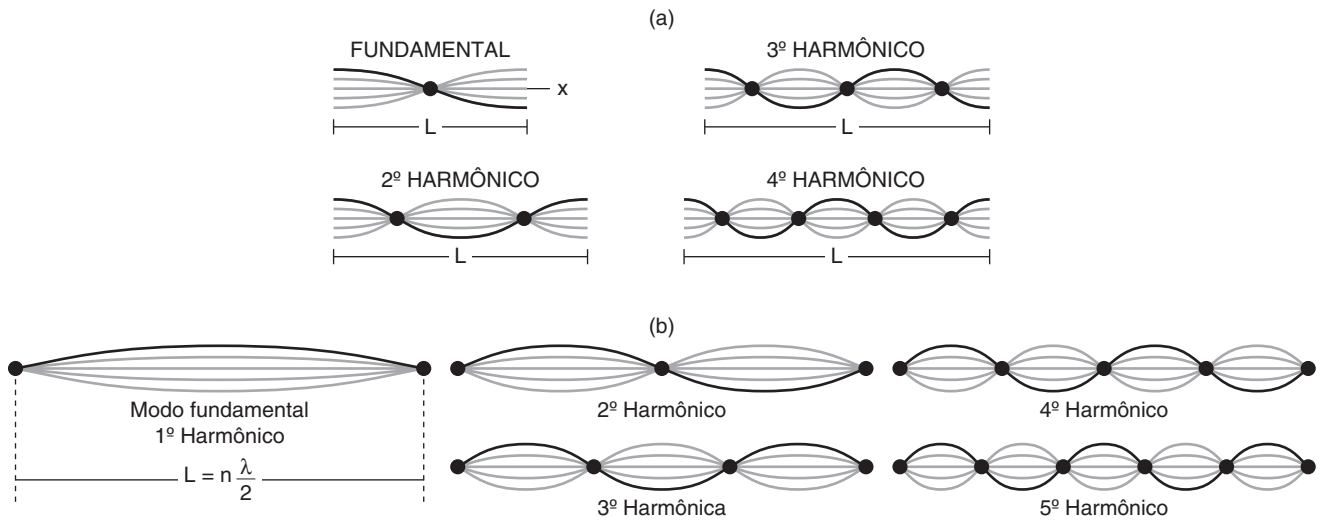 (a)
FUNDAMENTAL
x
L
3º HARMÔNICO
L
2º HARMÔNICO
L
4º HARMÔNICO
L
(b)
Modo fundamental
1º Harmônico
L = n λ/2
2º Harmônico
4º Harmônico
3º Harmônica
5º Harmônico